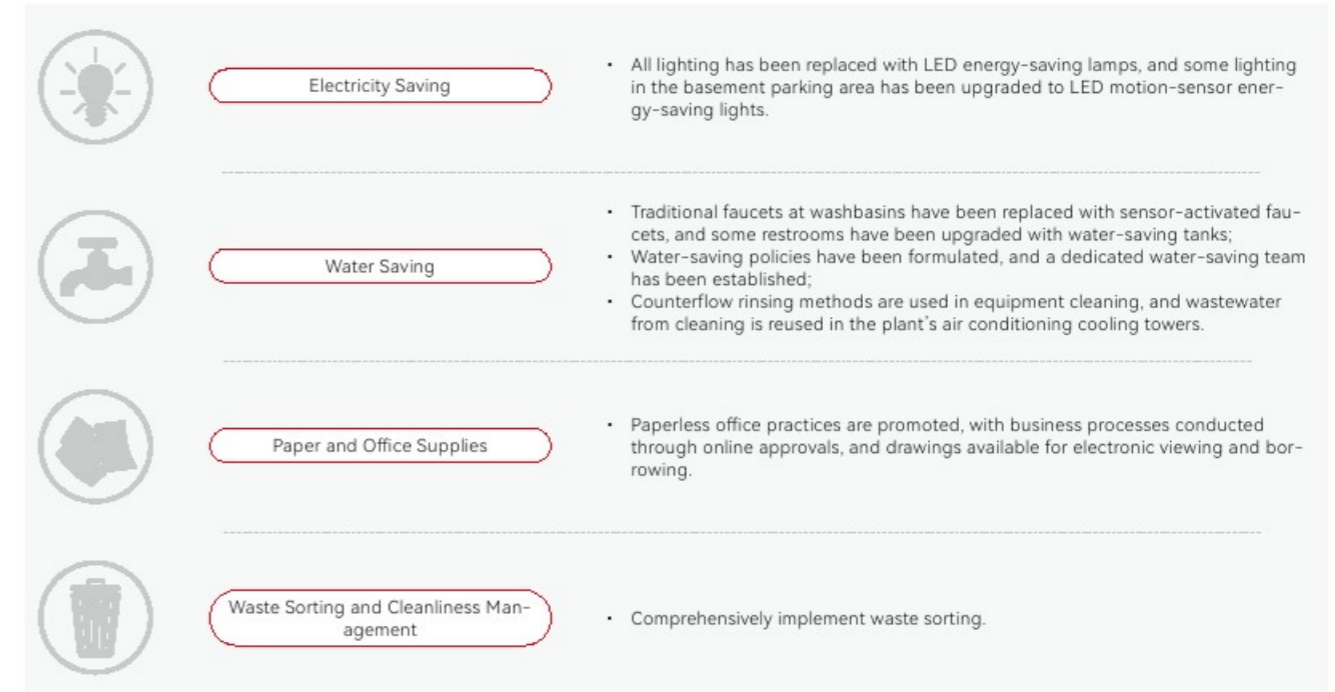 Electricity Saving
• All lighting has been replaced with LED energy-saving lamps, and some lighting
in the basement parking area has been upgraded to LED motion-sensor ener-
gy-saving lights.
Water Saving
• Traditional faucets at washbasins have been replaced with sensor-activated fau-
cets, and some restrooms have been upgraded with water-saving tanks;
• Water-saving policies have been formulated, and a dedicated water-saving team
has been established;
• Counterflow rinsing methods are used in equipment cleaning, and wastewater
from cleaning is reused in the plant's air conditioning cooling towers.
Paper and Office Supplies
• Paperless office practices are promoted, with business processes conducted
through online approvals, and drawings available for electronic viewing and bor-
rowing.
Waste Sorting and Cleanliness Man-
agement
• Comprehensively implement waste sorting.